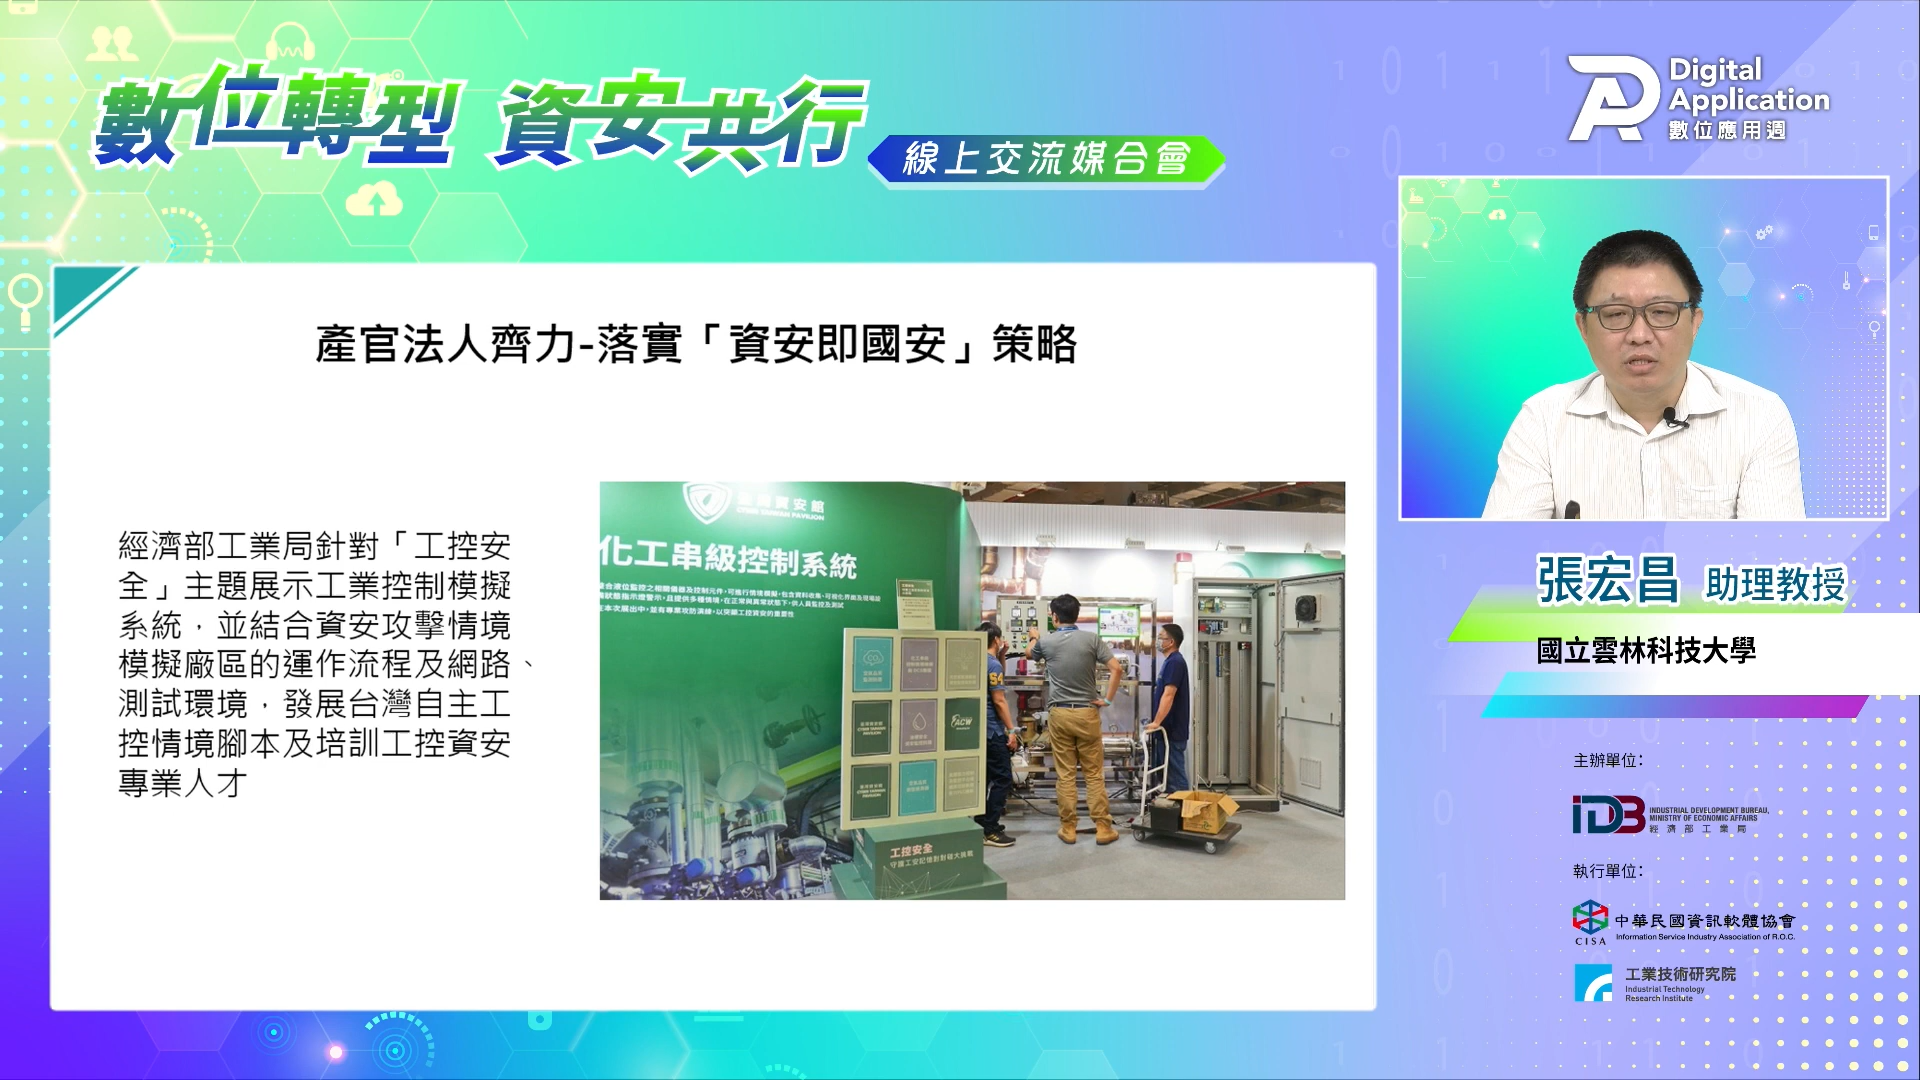 數位轉型 資安共行
線上交流媒合會
Digital
Application
數位應用週
產官法人齊力-落實「資安即國安」策略
經濟部工業局針對「工控安
全」主題展示工業控制模擬
系統，並結合資安攻擊情境
模擬廠區的運作流程及網路、
測試環境，發展台灣自主工
控情境腳本及培訓工控資安
專業人才
資安館
CYBER TAIWAN PAVILION
化工串級控制系統
工控安全
張宏昌 助理教授
國立雲林科技大學
主辦單位：
IDB
INDUSTRIAL DEVELOPMENT BUREAU,
MINISTRY OF ECONOMIC AFFAIRS
經濟部工業局
執行單位：
CISA
中華民國資訊軟體協會
Information Service Industry Association of R.O.C.
工業技術研究院
Industrial Technology
Research Institute